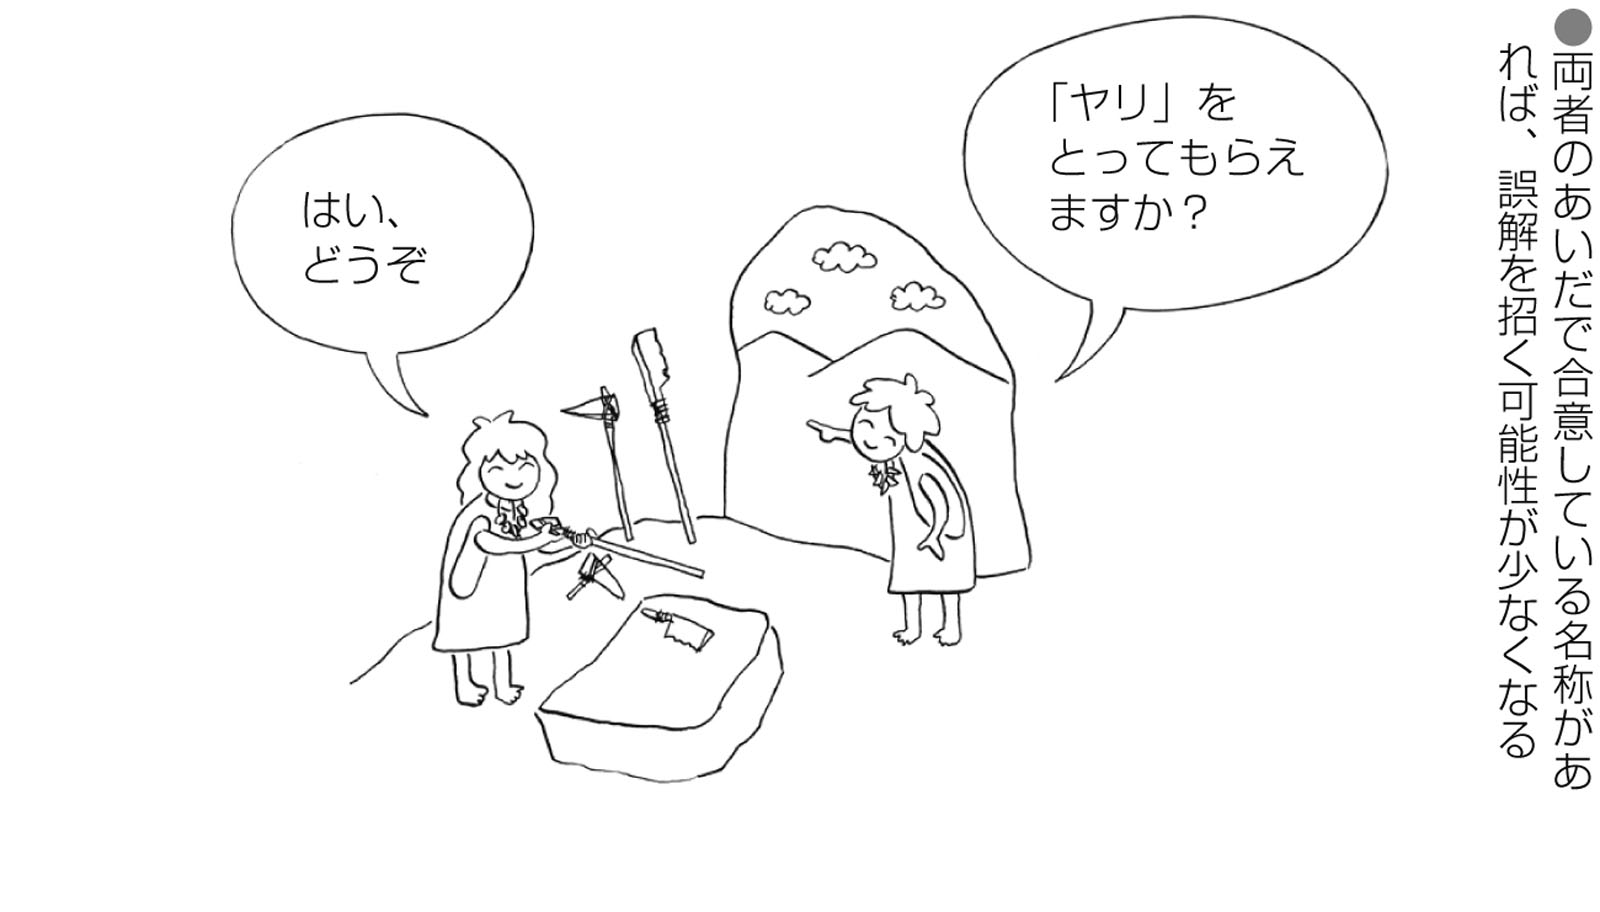 ●両者のあいだで合意している名称があ
れば、誤解を招く可能性が少なくなる
「ヤリ」を
とってもらえ
ますか？
はい、
どうぞ